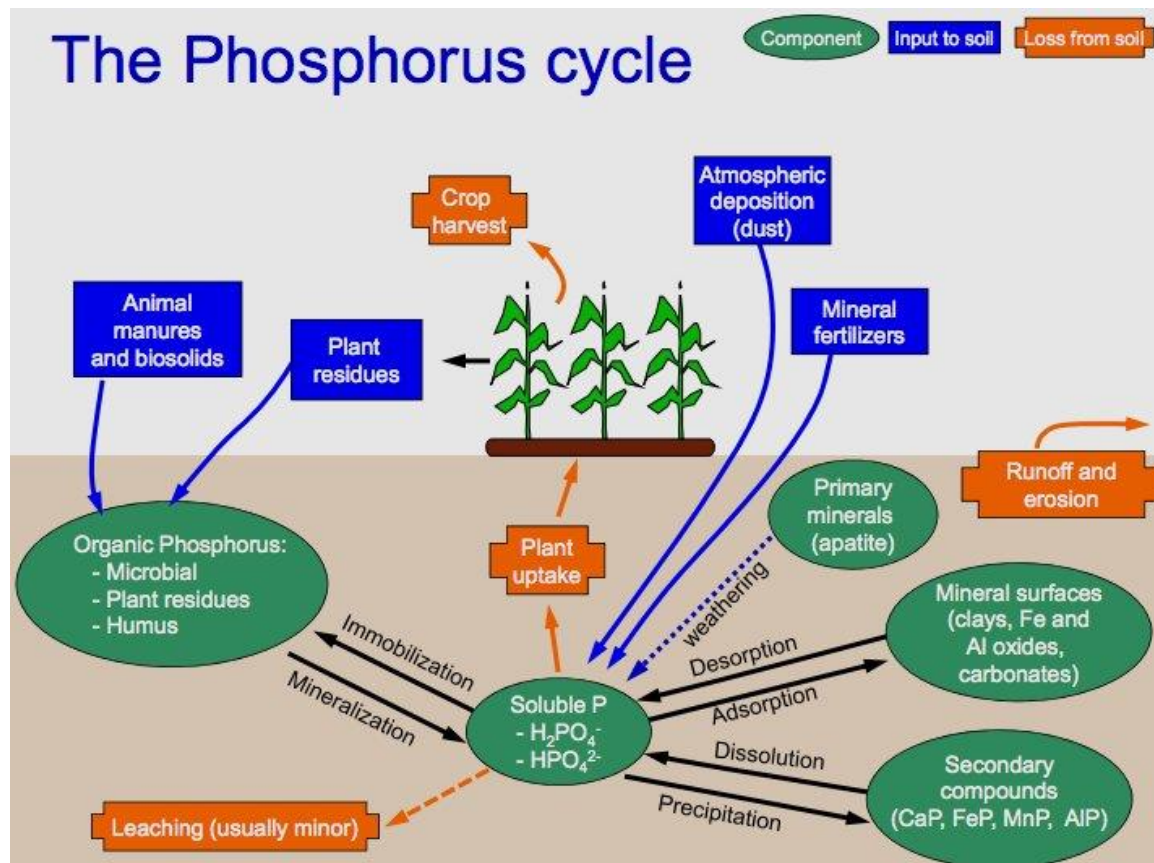 The Phosphorus cycle
Component
Input to soil
Loss from soil
Crop
harvest
Atmospheric
deposition
(dust)
Animal
manures
and biosolids
Plant
residues
Mineral
fertilizers
Runoff and
erosion
Primary
minerals
(apatite)
Organic Phosphorus:
- Microbial
- Plant residues
- Humus
Plant
uptake
weathering
Mineral surfaces
(clays, Fe and
Al oxides,
carbonates)
Immobilization
Mineralization
Desorption
Adsorption
Soluble P
- H₂PO₄⁻
- HPO₄²⁻
Dissolution
Precipitation
Secondary
compounds
(CaP, FeP, MnP, AlP)
Leaching (usually minor)